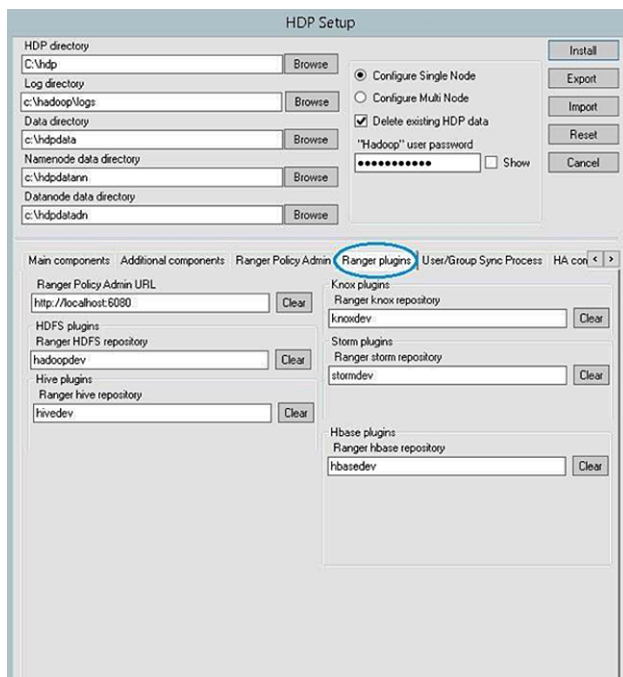 HDP Setup
HDP directory
C:\hdp
Browse
Log directory
c:\hadoop\logs
Browse
Data directory
c:\hdpdata
Browse
Namenode data directory
c:\hdpdatann
Browse
Datanode data directory
c:\hdpdatadn
Browse
Configure Single Node
Configure Multi Node
Delete existing HDP data
"Hadoop" user password
Show
Install
Export
Import
Reset
Cancel
Main components Additional components Ranger Policy Admin Ranger plugins User/Group Sync Process HA con < >
Ranger Policy Admin URL
http://localhost:6080
Clear
HDFS plugins
Ranger HDFS repository
hadoopdev
Clear
Hive plugins
Ranger hive repository
hivedev
Clear
Knox plugins
Ranger knox repository
knoxdev
Clear
Storm plugins
Ranger storm repository
stormdev
Clear
Hbase plugins
Ranger hbase repository
hbasedev
Clear